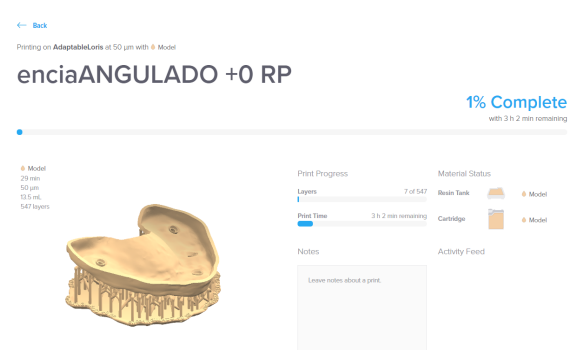 ← Back
Printing on AdaptableLoris at 50 µm with Model
enciaANGULADO +0 RP
1% Complete
with 3 h 2 min remaining
Model
29 min
50 µm
13.5 mL
547 layers
Print Progress
Layers 7 of 547
Print Time 3 h 2 min remaining
Notes
Leave notes about a print.
Material Status
Resin Tank Model
Cartridge Model
Activity Feed